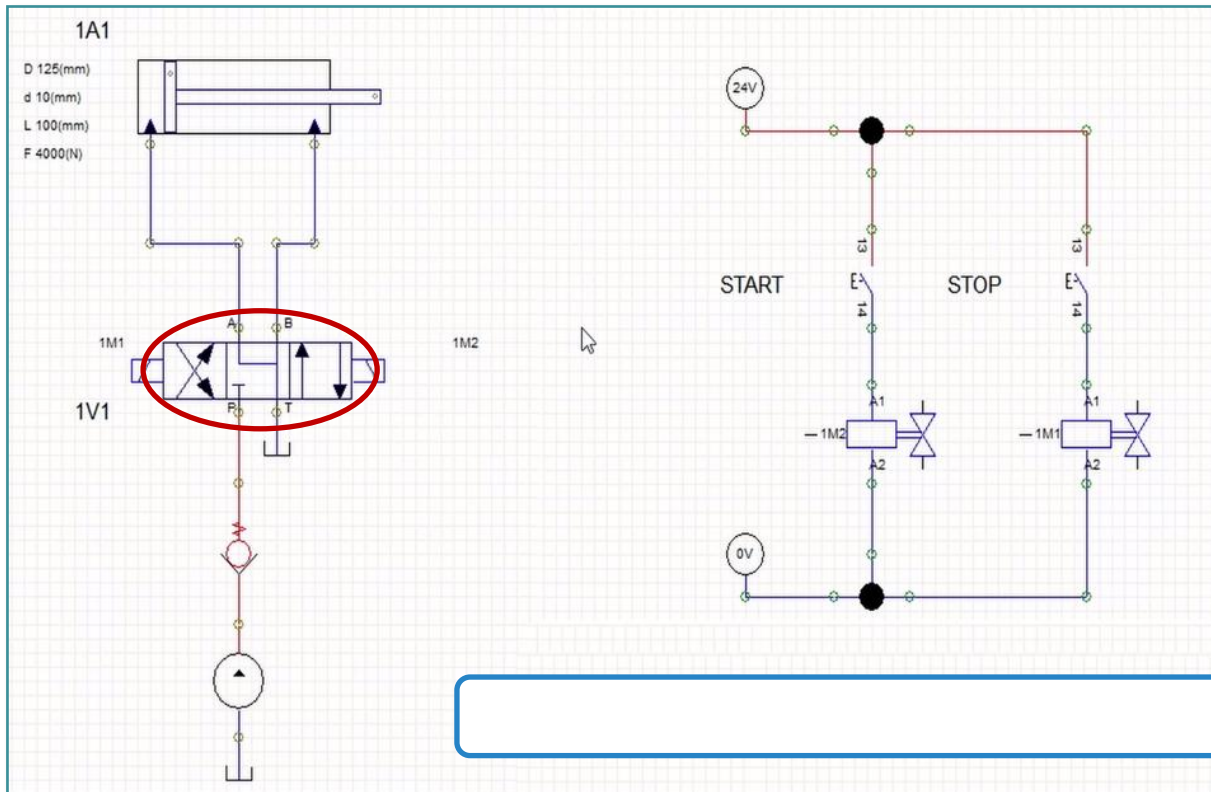 1A1
D 125(mm)
d 10(mm)
L 100(mm)
F 4000(N)
24V
13
13
START
E
STOP
E
14
14
A B
1M1
1M2
1V1
P T
A1
A1
— 1M2
— 1M1
A2
A2
0V